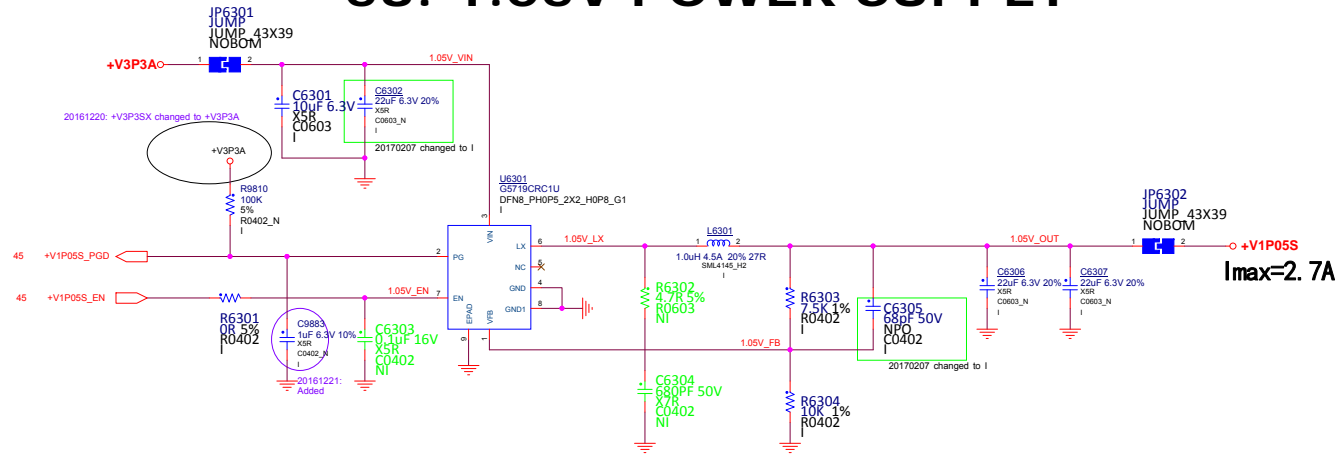 JP6301
JUMP
JUMP_43X39
NOBOM
+V3P3A
1
2
1.05V_VIN
C6301
10uF 6.3V
X5R
C0603
I
C6302
22uF 6.3V 20%
X5R
C0603_N
I
20170207 changed to I
20161220: +V3P3SX changed to +V3P3A
+V3P3A
R9810
100K
5%
R0402_N
I
U6301
G5719CRC1U
DFN8_PH0P5_2X2_H0P8_G1
I
3
VIN
45 +V1P05S_PGD
2
PG
LX
6
1.05V_LX
NC
5
GND
4
GND1
8
45 +V1P05S_EN
1.05V_EN
7
EN
EPAD
9
VFB
1
R6301
0R 5%
R0402
I
C9883
1uF 6.3V 10%
X5R
C0402_N
I
20161221:
Added
C6303
0.1uF 16V
X5R
C0402
NI
L6301
1
2
1.0uH 4.5A 20% 27R
SML4145_H2
I
R6302
4.7R 5%
R0603
NI
C6304
680PF 50V
X7R
C0402
NI
R6303
7.5K 1%
R0402
I
1.05V_FB
R6304
10K 1%
R0402
I
C6305
68pF 50V
NPO
C0402
I
20170207 changed to I
1.05V_OUT
C6306
22uF 6.3V 20%
X5R
C0603_N
I
C6307
22uF 6.3V 20%
X5R
C0603_N
I
JP6302
JUMP
JUMP_43X39
NOBOM
1
2
+V1P05S
Imax=2.7A